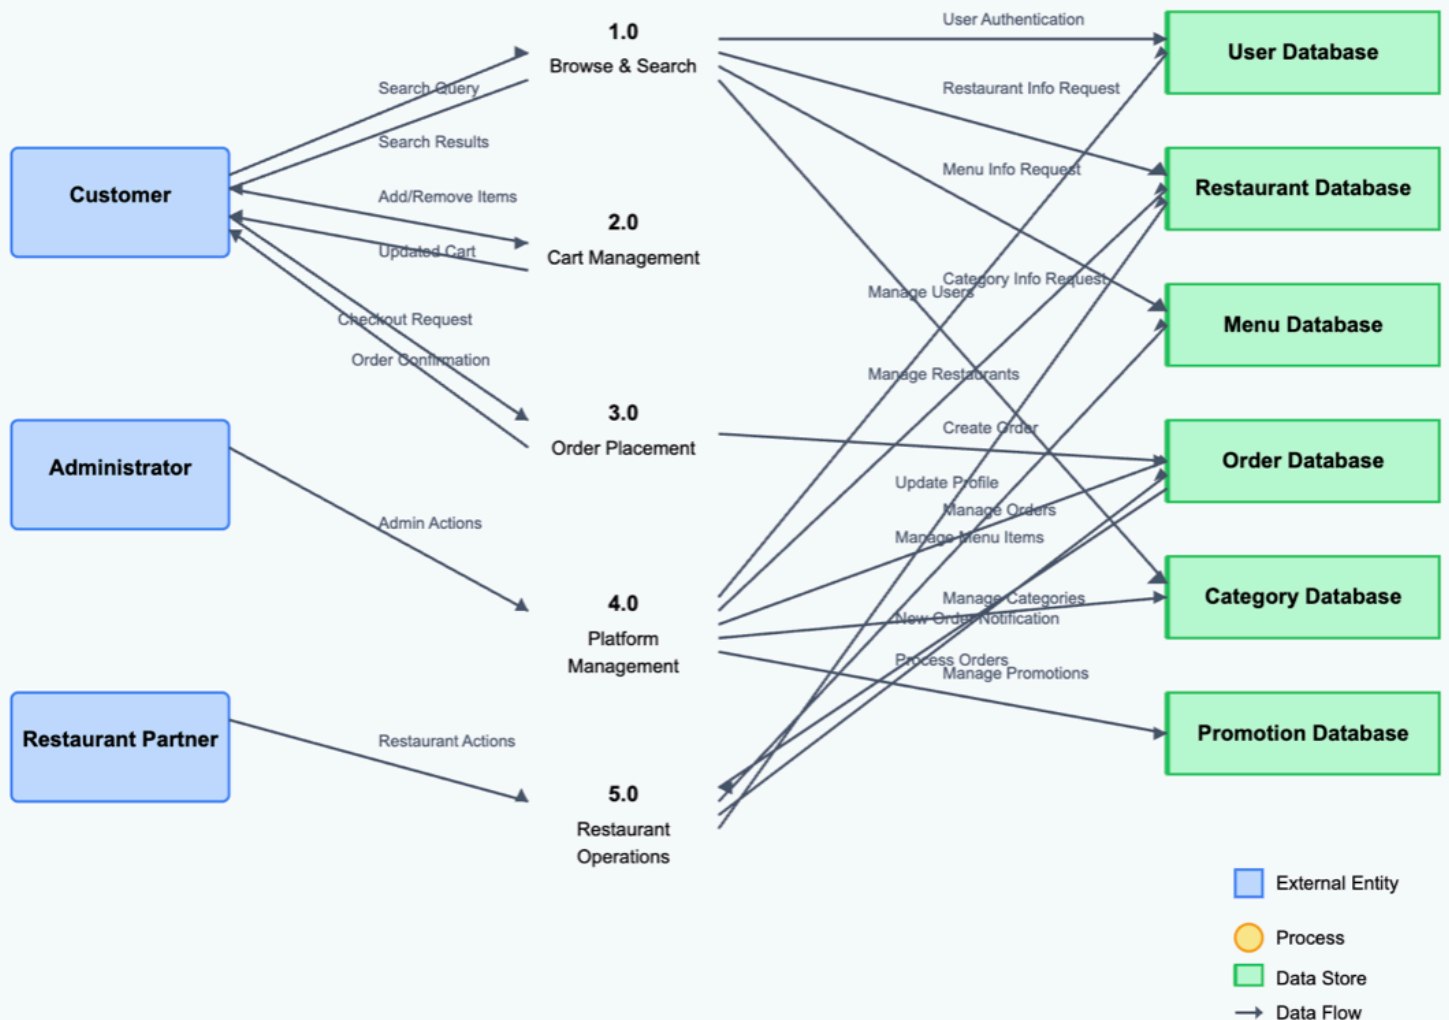 1.0
Browse & Search
User Authentication
User Database
Search Query
Restaurant Info Request
Search Results
Menu Info Request
Customer
Restaurant Database
Add/Remove Items
2.0
Cart Management
Updated Cart
Category Info Request
Manage Users
Menu Database
Checkout Request
Order Confirmation
Manage Restaurants
3.0
Order Placement
Create Order
Administrator
Order Database
Update Profile
Manage Orders
Admin Actions
Manage Menu Items
4.0
Platform
Management
Manage Categories
New Order Notification
Category Database
Process Orders
Manage Promotions
Restaurant Partner
Restaurant Actions
Promotion Database
5.0
Restaurant
Operations
External Entity
Process
Data Store
Data Flow